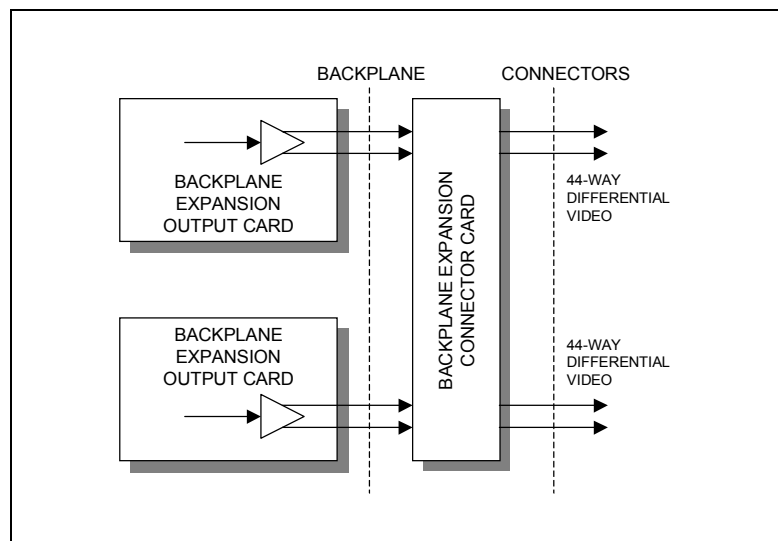 BACKPLANE
CONNECTORS
BACKPLANE
EXPANSION
OUTPUT CARD
BACKPLANE EXPANSION
CONNECTOR CARD
44-WAY
DIFFERENTIAL
VIDEO
BACKPLANE
EXPANSION
OUTPUT CARD
44-WAY
DIFFERENTIAL
VIDEO